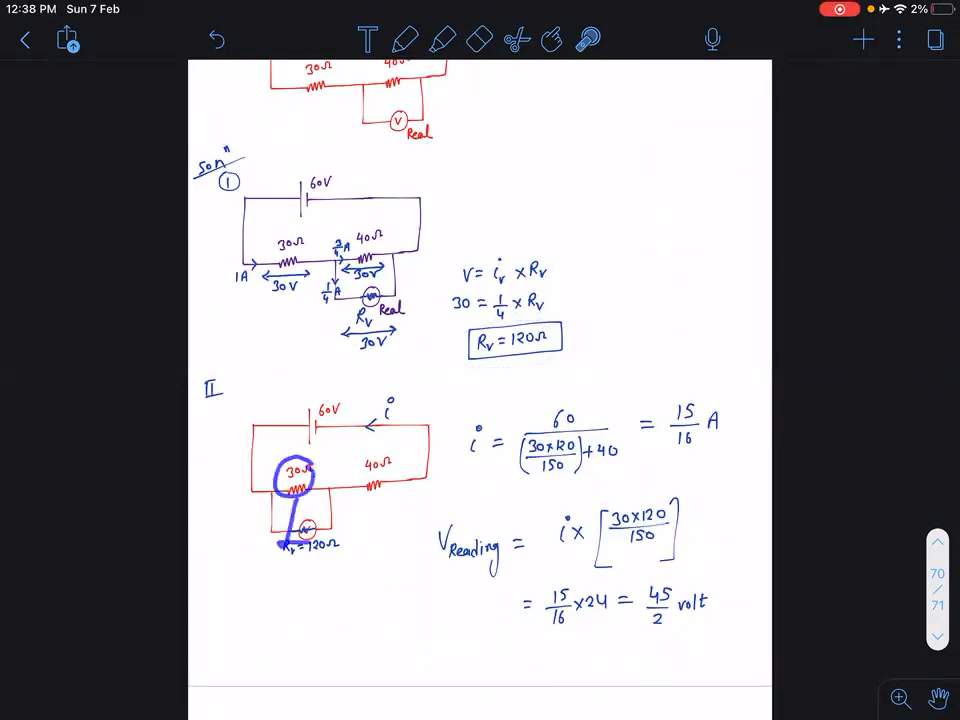 12:38 PM Sun 7 Feb
2%
30Ω 40Ω
V
Real
Solnⁿ
1
60V
30Ω 3/4 A 40Ω
1A 30V 1/4 A 30V
Real
Rv
30V
V = iv × Rv
30 = 1/4 × Rv
Rv = 120Ω
II
60V i
30Ω 40Ω
Rv = 120Ω
i = 60 / ((30×120/150) + 40) = 15/16 A
VReading = i × [30×120/150]
= 15/16 × 24 = 45/2 volt
70
/
71